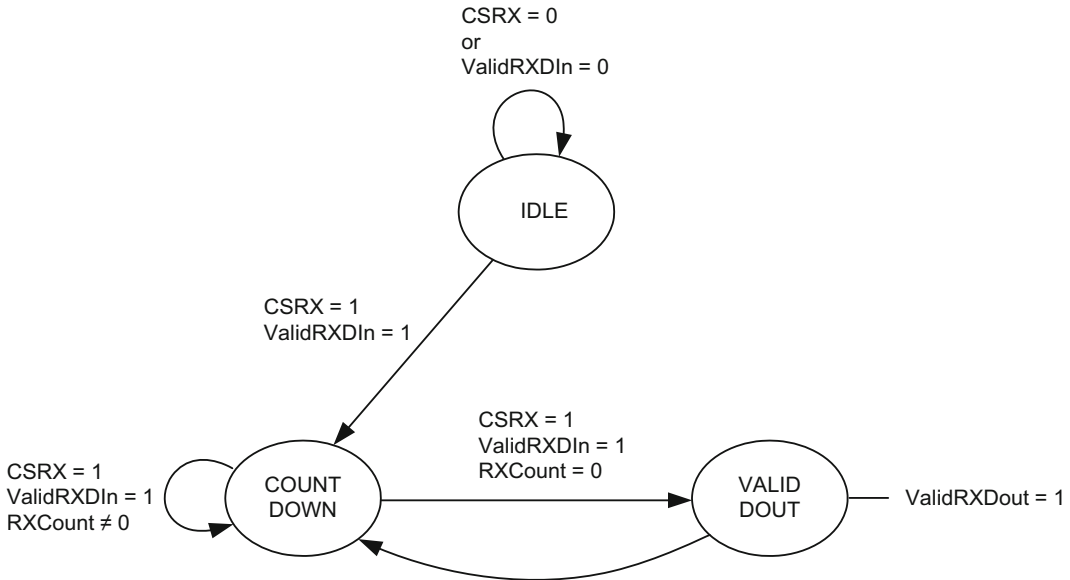 CSRX = 0
or
ValidRXDIn = 0
IDLE
CSRX = 1
ValidRXDIn = 1
CSRX = 1
ValidRXDIn = 1
RXCount = 0
CSRX = 1
ValidRXDIn = 1
RXCount ≠ 0
COUNT
DOWN
VALID
DOUT
ValidRXDout = 1